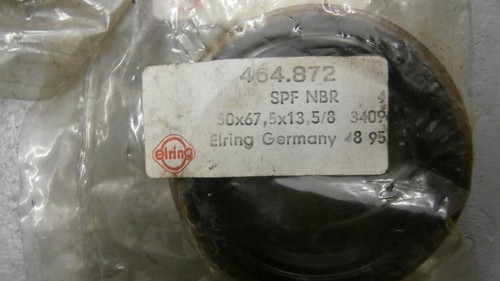 464.872
SPF NBR
50x67,5x13,5/8 3409
Elring Germany 48 95
elring